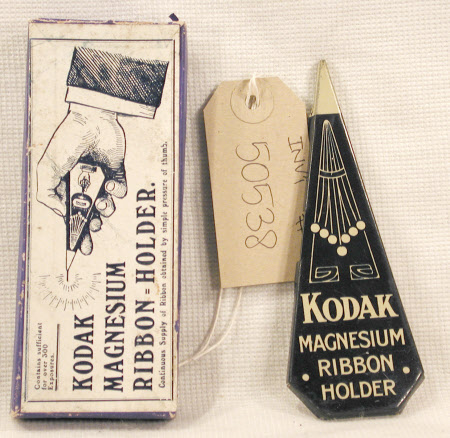 Contains sufficient
for over 300
Exposures.
KODAK
MAGNESIUM
RIBBON=HOLDER.
Continuous Supply of Ribbon obtained by simple pressure of thumb.
INVT #
50538
KODAK
MAGNESIUM
RIBBON
HOLDER